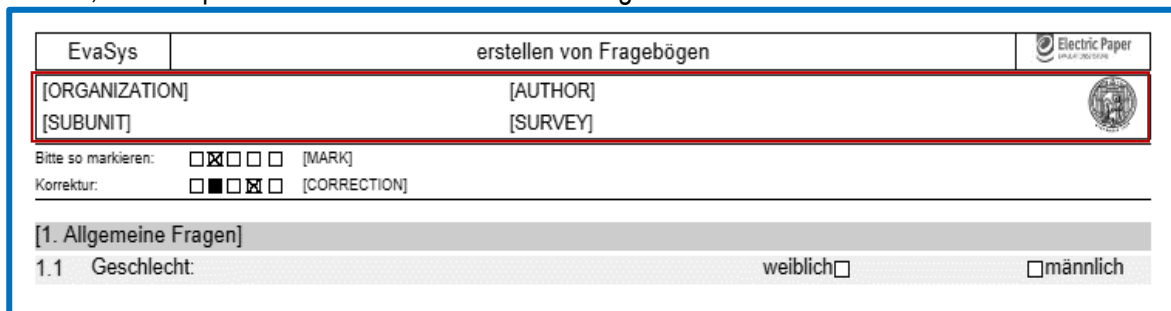 EvaSys erstellen von Fragebögen Electric Paper
[ORGANIZATION] [AUTHOR]
[SUBUNIT] [SURVEY]
Bitte so markieren: [MARK]
Korrektur: [CORRECTION]
[1. Allgemeine Fragen]
1.1 Geschlecht: weiblich männlich